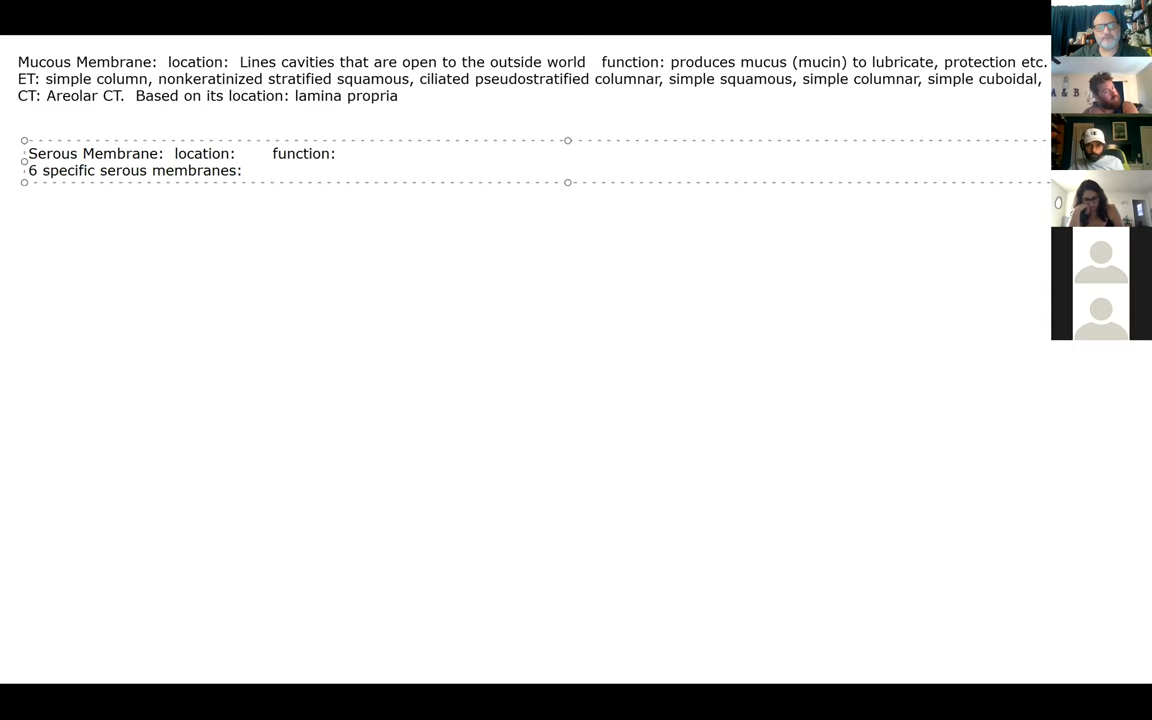 Mucous Membrane:  location:  Lines cavities that are open to the outside world   function: produces mucus (mucin) to lubricate, protection etc.
ET: simple column, nonkeratinized stratified squamous, ciliated pseudostratified columnar, simple squamous, simple columnar, simple cuboidal,
CT: Areolar CT.  Based on its location: lamina propria
Serous Membrane:  location:       function:
6 specific serous membranes:
A & B